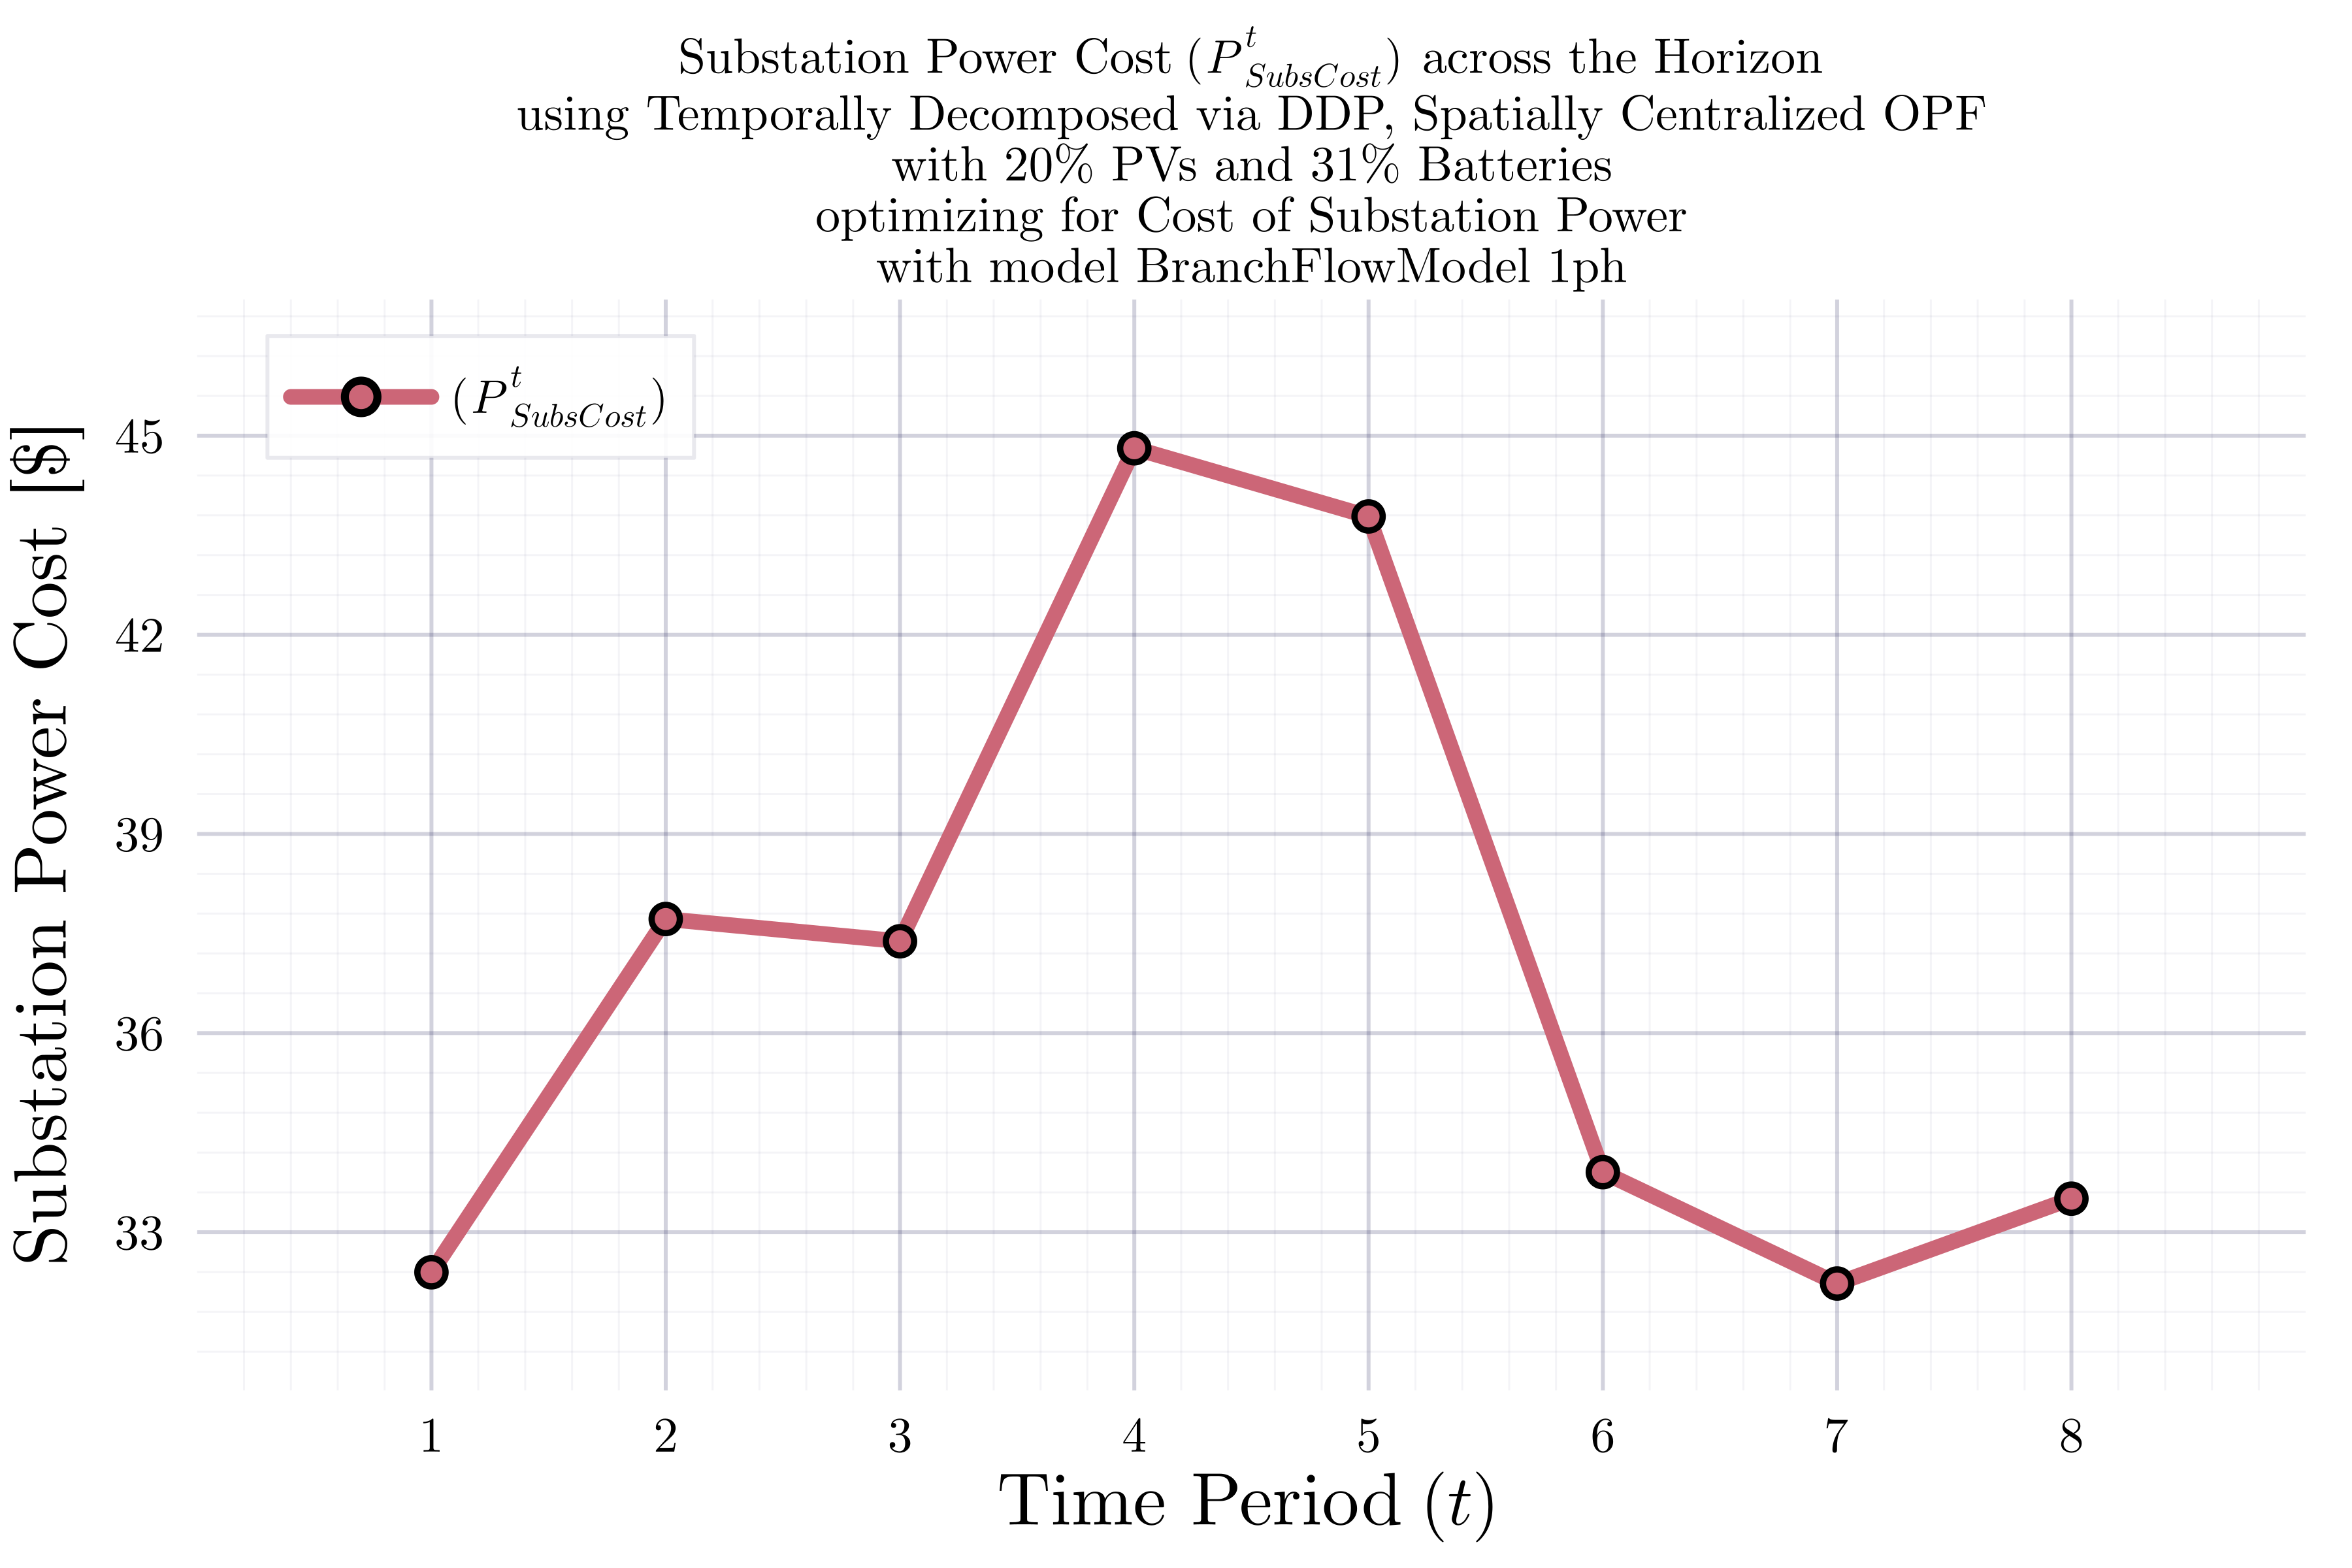 Substation Power Cost (P^t_SubsCost) across the Horizon
using Temporally Decomposed via DDP, Spatially Centralized OPF
with 20% PVs and 31% Batteries
optimizing for Cost of Substation Power
with model BranchFlowModel 1ph
(P^t_SubsCost)
Substation Power Cost [$]
45
42
39
36
33
1 2 3 4 5 6 7 8
Time Period (t)